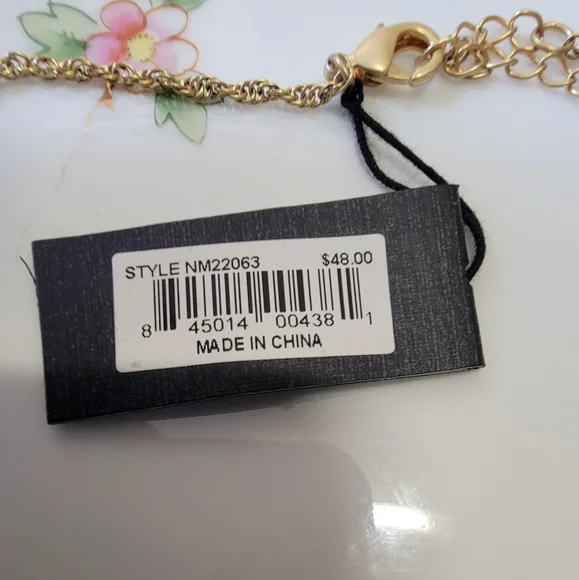 STYLE NM22063 $48.00
8 45014 00438 1
MADE IN CHINA